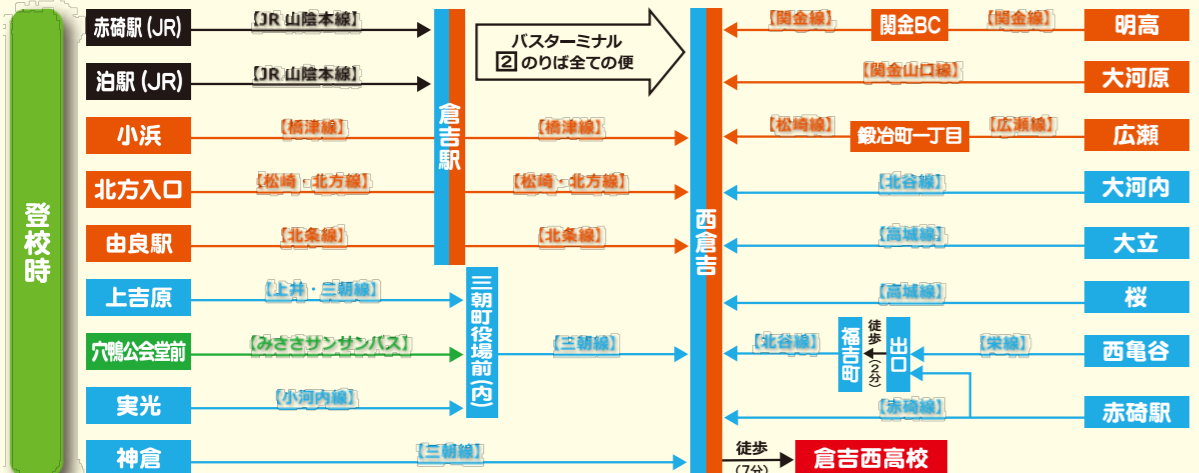 登校時
赤碕駅(JR)
【JR 山陰本線】
泊駅(JR)
【JR 山陰本線】
小浜
【橋津線】
【橋津線】
北方入口
【松崎・北方線】
【松崎・北方線】
由良駅
【北条線】
【北条線】
上吉原
【上井・三朝線】
穴鴨公会堂前
【みささサンサンバス】
【三朝線】
実光
【小河内線】
神倉
【三朝線】
倉吉駅
三朝町役場前(内)
バスターミナル
2 のりば全ての便
西倉吉
【関金線】
関金BC
【関金線】
明高
【関金山口線】
大河原
【松崎線】
鍛冶町一丁目
【広瀬線】
広瀬
【北谷線】
大河内
【高城線】
大立
【高城線】
桜
【北谷線】
福吉町
徒歩(2分)
出口
【栄線】
西亀谷
【赤碕線】
赤碕駅
徒歩
(7分)
倉吉西高校